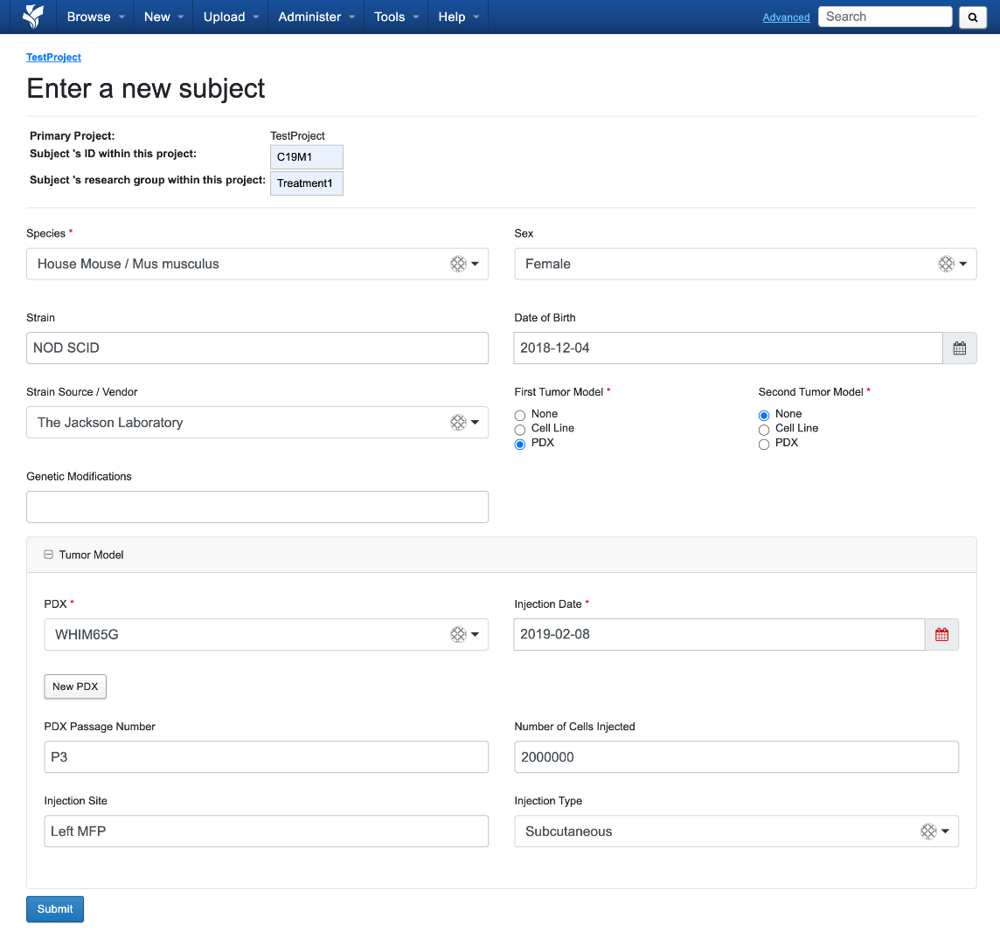 Browse New Upload Administer Tools Help Advanced Search
TestProject
Enter a new subject
Primary Project: TestProject
Subject 's ID within this project: C19M1
Subject 's research group within this project: Treatment1
Species * Sex
House Mouse / Mus musculus Female
Strain Date of Birth
NOD SCID 2018-12-04
Strain Source / Vendor First Tumor Model * Second Tumor Model *
The Jackson Laboratory
None None
Cell Line Cell Line
PDX PDX
Genetic Modifications
Tumor Model
PDX * Injection Date *
WHIM65G 2019-02-08
New PDX
PDX Passage Number Number of Cells Injected
P3 2000000
Injection Site Injection Type
Left MFP Subcutaneous
Submit